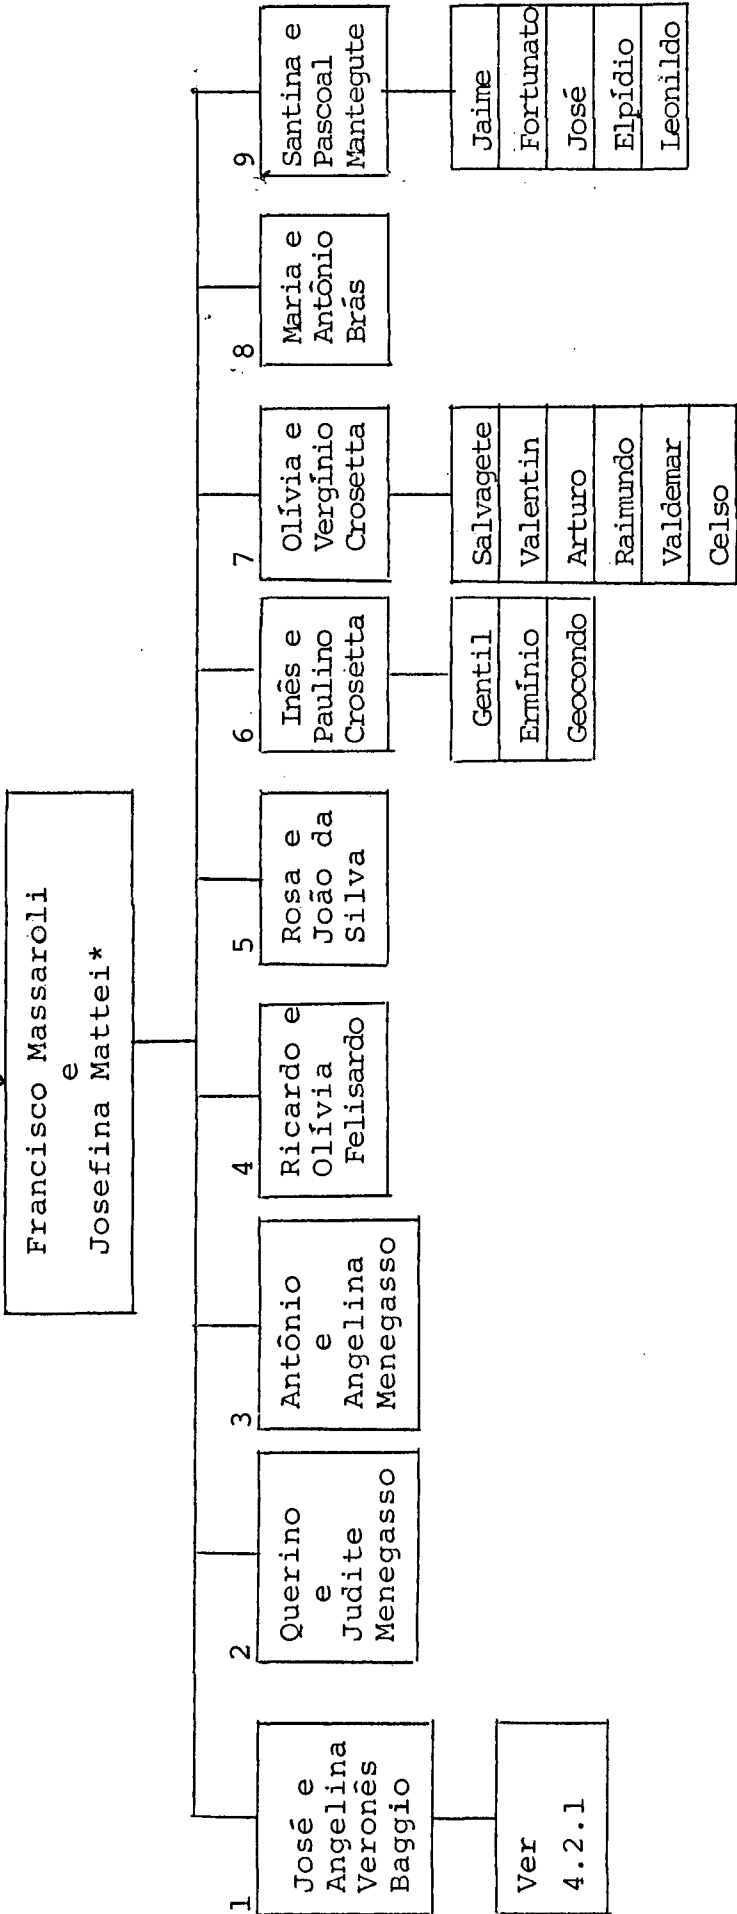 Francisco Massaroli
e
Josefina Mattei*
1
José e
Angelina
Veronês
Baggio
Ver
4.2.1
2
Querino
e
Judite
Menegasso
3
Antônio
e
Angelina
Menegasso
4
Ricardo e
Olívia
Felisardo
5
Rosa e
João da
Silva
6
Inês e
Paulino
Crosetta
Gentil
Ermínio
Geocondo
7
Olívia e
Vergínio
Crosetta
Salvagete
Valentin
Arturo
Raimundo
Valdemar
Celso
8
Maria e
Antônio
Brás
9
Santina e
Pascoal
Mantegute
Jaime
Fortunato
José
Elpídio
Leonildo